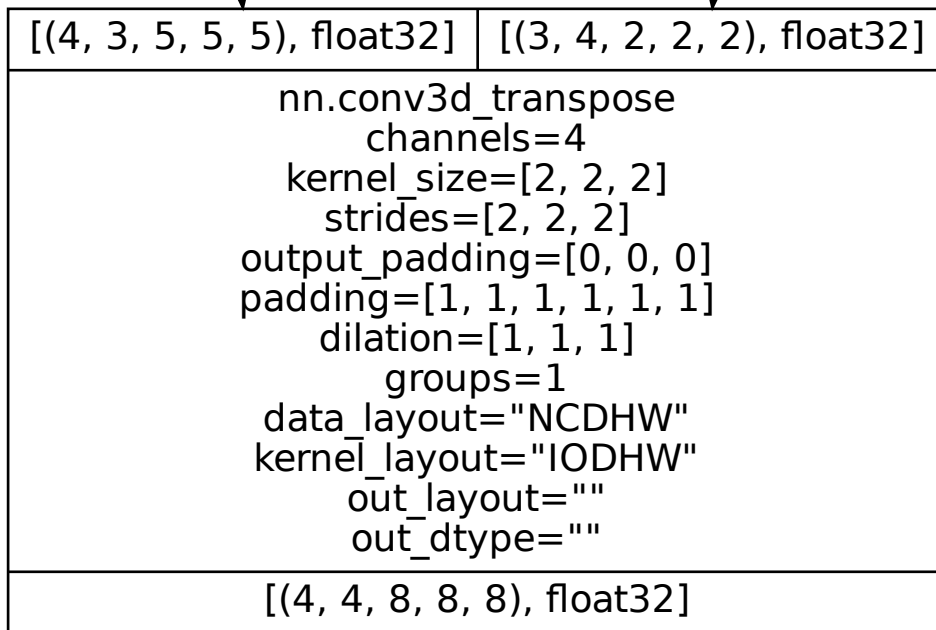 [(4, 3, 5, 5, 5), float32] [(3, 4, 2, 2, 2), float32]
nn.conv3d_transpose
channels=4
kernel_size=[2, 2, 2]
strides=[2, 2, 2]
output_padding=[0, 0, 0]
padding=[1, 1, 1, 1, 1, 1]
dilation=[1, 1, 1]
groups=1
data_layout="NCDHW"
kernel_layout="IODHW"
out_layout=""
out_dtype=""
[(4, 4, 8, 8, 8), float32]